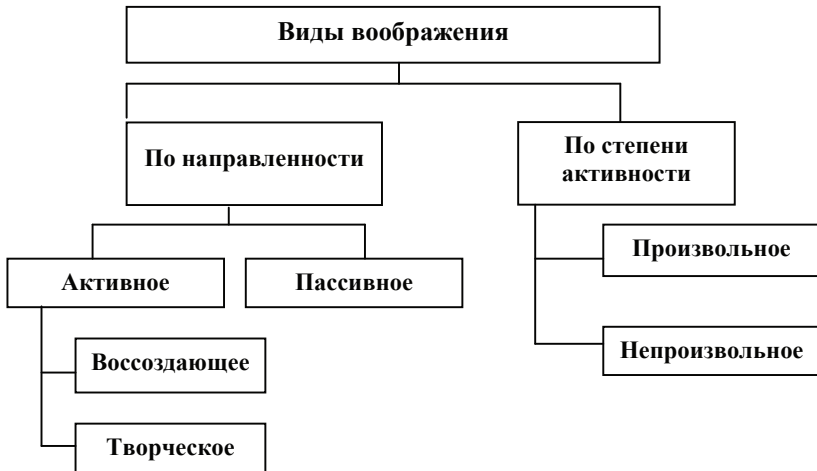 Виды воображения
По направленности
По степени
активности
Произвольное
Активное
Пассивное
Непроизвольное
Воссоздающее
Творческое